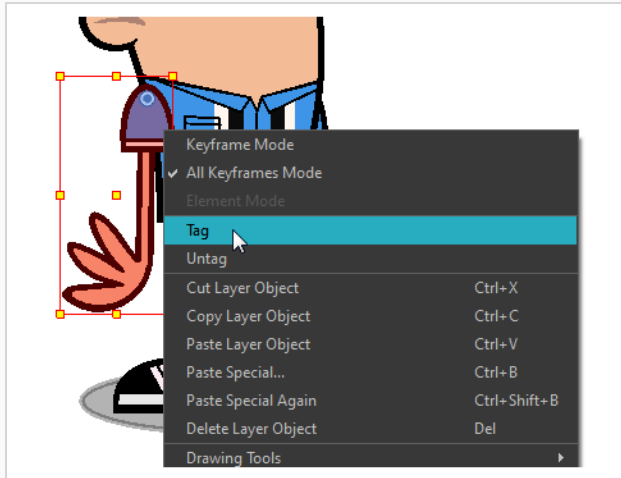 Keyframe Mode
All Keyframes Mode
Element Mode
Tag
Untag
Cut Layer Object Ctrl+X
Copy Layer Object Ctrl+C
Paste Layer Object Ctrl+V
Paste Special... Ctrl+B
Paste Special Again Ctrl+Shift+B
Delete Layer Object Del
Drawing Tools